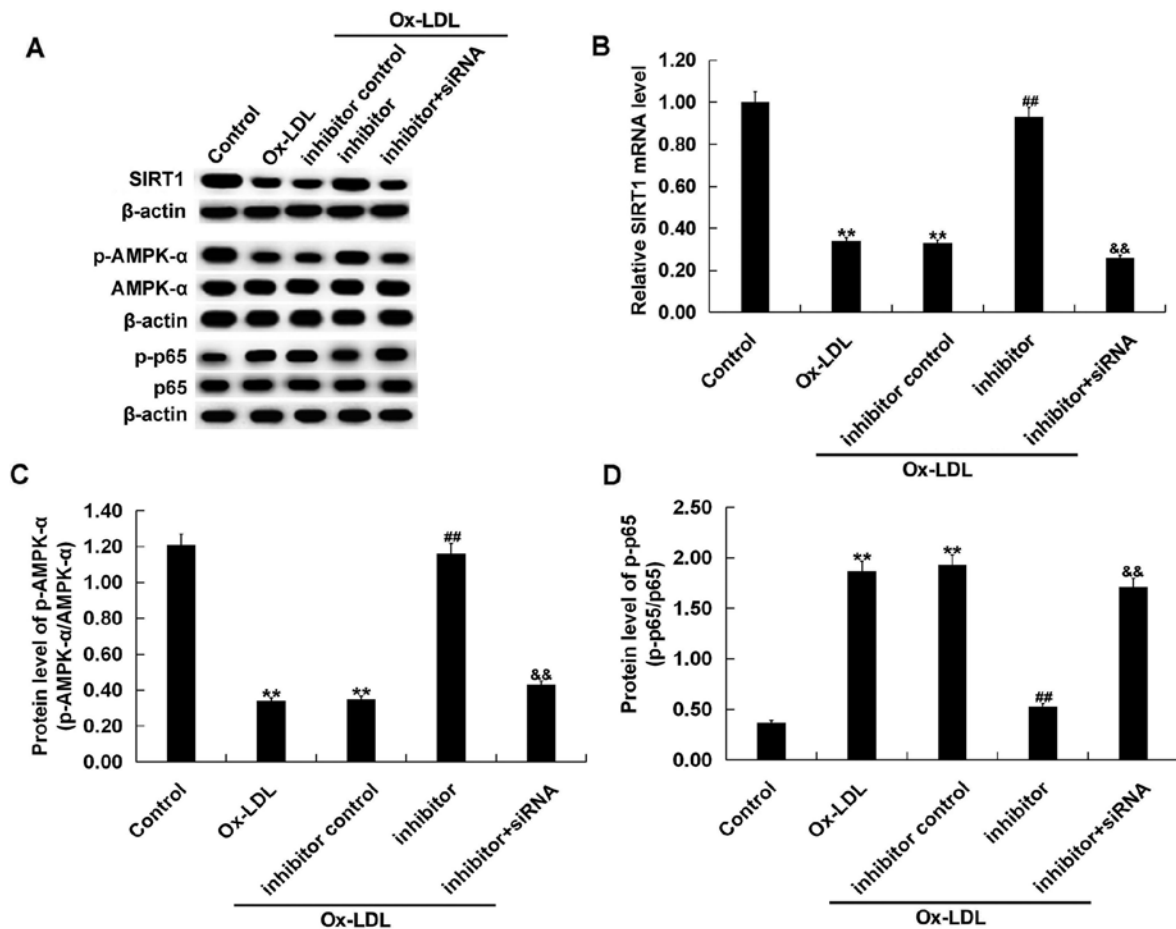 A
Ox-LDL
Control
Ox-LDL
inhibitor control
inhibitor
inhibitor+siRNA
SIRT1
β-actin
p-AMPK-α
AMPK-α
β-actin
p-p65
p65
β-actin
B
Relative SIRT1 mRNA level
1.20
1.00
0.80
0.60
0.40
0.20
0.00
**
**
##
&&
Control
Ox-LDL
inhibitor control
inhibitor
inhibitor+siRNA
Ox-LDL
C
Protein level of p-AMPK-α
(p-AMPK-α/AMPK-α)
1.40
1.20
1.00
0.80
0.60
0.40
0.20
0.00
**
**
##
&&
Control
Ox-LDL
inhibitor control
inhibitor
inhibitor+siRNA
Ox-LDL
D
Protein level of p-p65
(p-p65/p65)
2.50
2.00
1.50
1.00
0.50
0.00
**
**
##
&&
Control
Ox-LDL
inhibitor control
inhibitor
inhibitor+siRNA
Ox-LDL